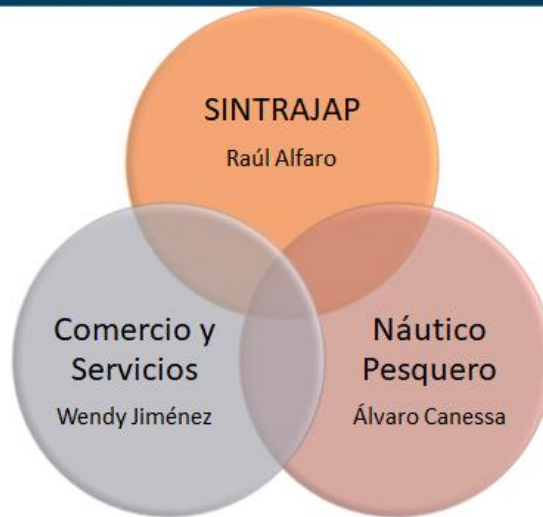 SINTRAJAP
Raúl Alfaro
Comercio y
Servicios
Wendy Jiménez
Náutico
Pesquero
Álvaro Canessa